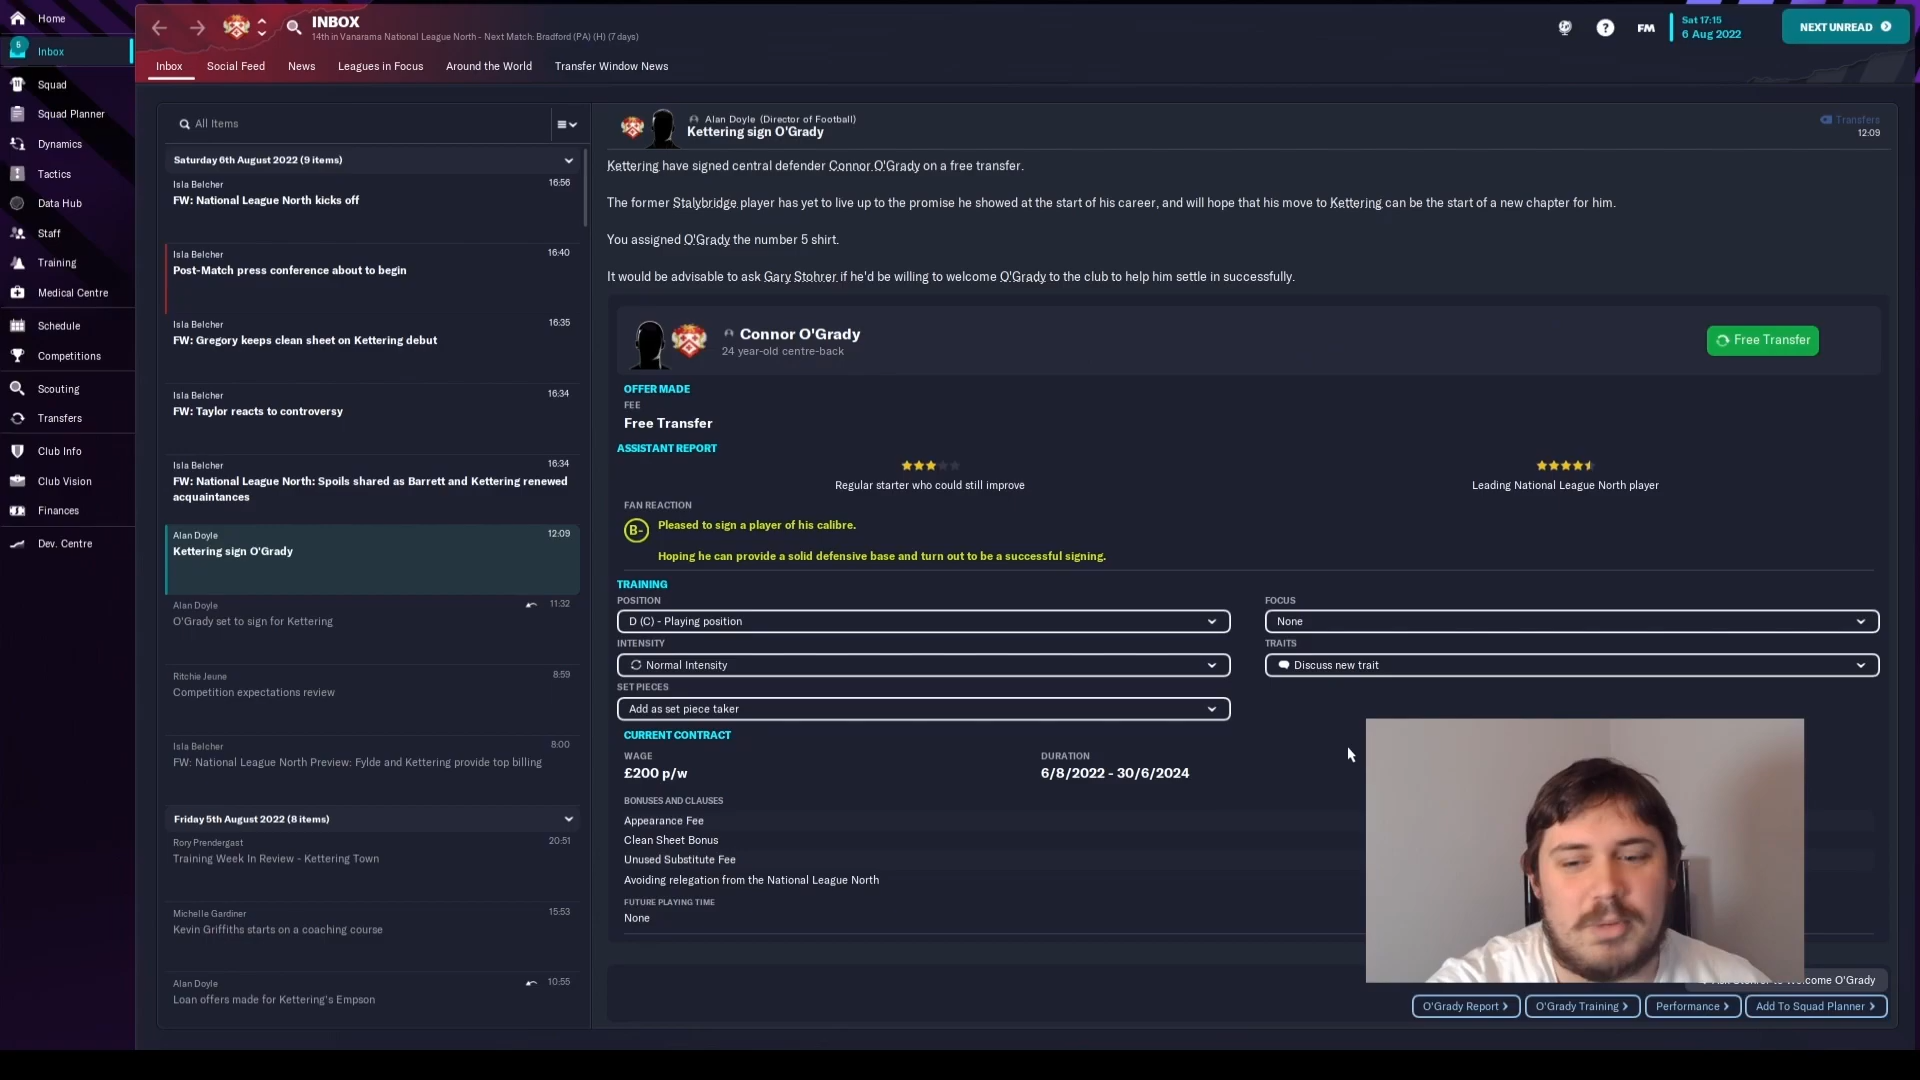 Home
5
Inbox
Squad
Squad Planner
Dynamics
Tactics
Data Hub
Staff
Training
Medical Centre
Schedule
Competitions
Scouting
Transfers
Club Info
Club Vision
Finances
Dev. Centre
INBOX
14th in Vanarama National League North - Next Match: Bradford (PA) (H) (7 days)
FM
Sat 17:15
6 Aug 2022
NEXT UNREAD
Inbox
Social Feed
News
Leagues in Focus
Around the World
Transfer Window News
All Items
Saturday 6th August 2022 (9 items)
Isla Belcher 16:56
FW: National League North kicks off
Isla Belcher 16:40
Post-Match press conference about to begin
Isla Belcher 16:35
FW: Gregory keeps clean sheet on Kettering debut
Isla Belcher 16:34
FW: Taylor reacts to controversy
Isla Belcher 16:34
FW: National League North: Spoils shared as Barrett and Kettering renewed
acquaintances
Alan Doyle 12:09
Kettering sign O'Grady
Alan Doyle 11:32
O'Grady set to sign for Kettering
Ritchie Jeune 8:59
Competition expectations review
Isla Belcher 8:00
FW: National League North Preview: Fylde and Kettering provide top billing
Friday 5th August 2022 (8 items)
Rory Prendergast 20:51
Training Week In Review - Kettering Town
Michelle Gardiner 15:53
Kevin Griffiths starts on a coaching course
Alan Doyle 10:55
Loan offers made for Kettering's Empson
Alan Doyle (Director of Football)
Kettering sign O'Grady
Transfers
12:09
Kettering have signed central defender Connor O'Grady on a free transfer.
The former Stalybridge player has yet to live up to the promise he showed at the start of his career, and will hope that his move to Kettering can be the start of a new chapter for him.
You assigned O'Grady the number 5 shirt.
It would be advisable to ask Gary Stohrer if he'd be willing to welcome O'Grady to the club to help him settle in successfully.
Connor O'Grady
24 year-old centre-back
Free Transfer
OFFER MADE
FEE
Free Transfer
ASSISTANT REPORT
Regular starter who could still improve
Leading National League North player
FAN REACTION
B-
Pleased to sign a player of his calibre.
Hoping he can provide a solid defensive base and turn out to be a successful signing.
TRAINING
POSITION
D (C) - Playing position
FOCUS
None
INTENSITY
Normal Intensity
TRAITS
Discuss new trait
SET PIECES
Add as set piece taker
CURRENT CONTRACT
WAGE
£200 p/w
DURATION
6/8/2022 - 30/6/2024
BONUSES AND CLAUSES
Appearance Fee
Clean Sheet Bonus
Unused Substitute Fee
Avoiding relegation from the National League North
FUTURE PLAYING TIME
None
Welcome O'Grady
O'Grady Report
O'Grady Training
Performance
Add To Squad Planner